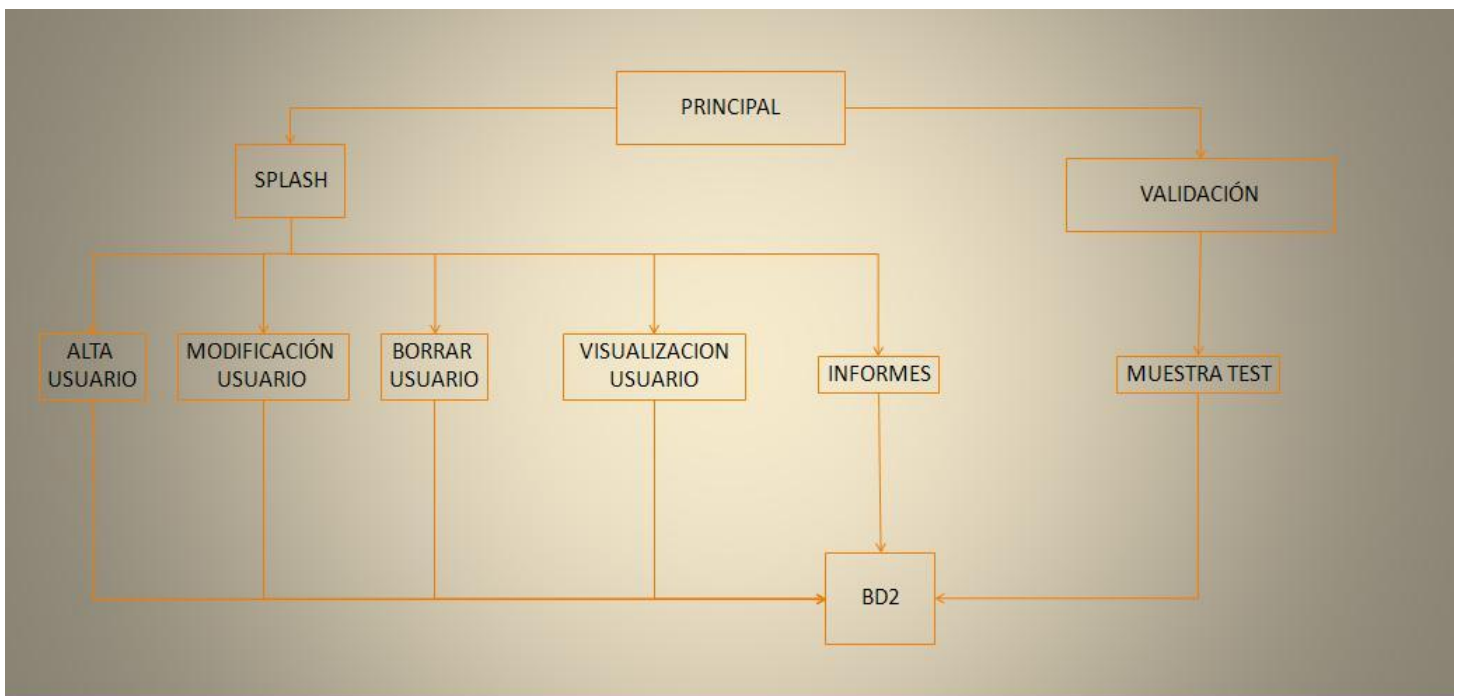 PRINCIPAL
SPLASH
VALIDACIÓN
ALTA
USUARIO
MODIFICACIÓN
USUARIO
BORRAR
USUARIO
VISUALIZACION
USUARIO
INFORMES
MUESTRA TEST
BD2